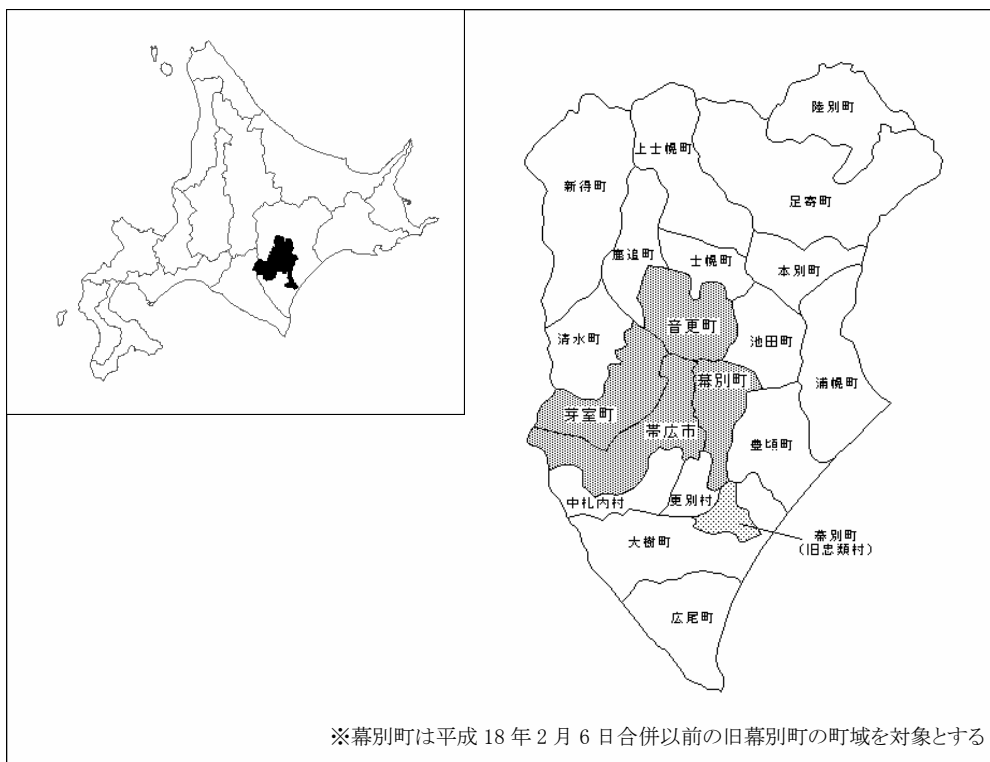 陸別町
上士幌町
新得町
足寄町
鹿追町
士幌町
本別町
音更町
清水町
池田町
幕別町
浦幌町
芽室町
帯広市
豊頃町
中札内村
更別村
幕別町
(旧忠類村)
大樹町
広尾町
※幕別町は平成 18 年 2 月 6 日合併以前の旧幕別町の町域を対象とする